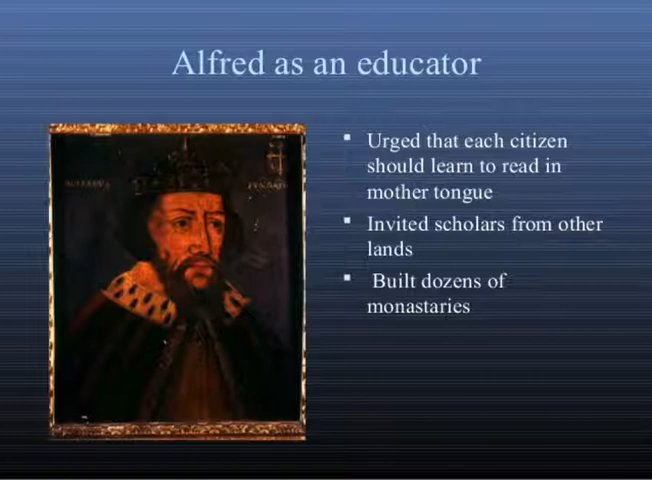 Alfred as an educator
Urged that each citizen
should learn to read in
mother tongue
Invited scholars from other
lands
Built dozens of
monastaries